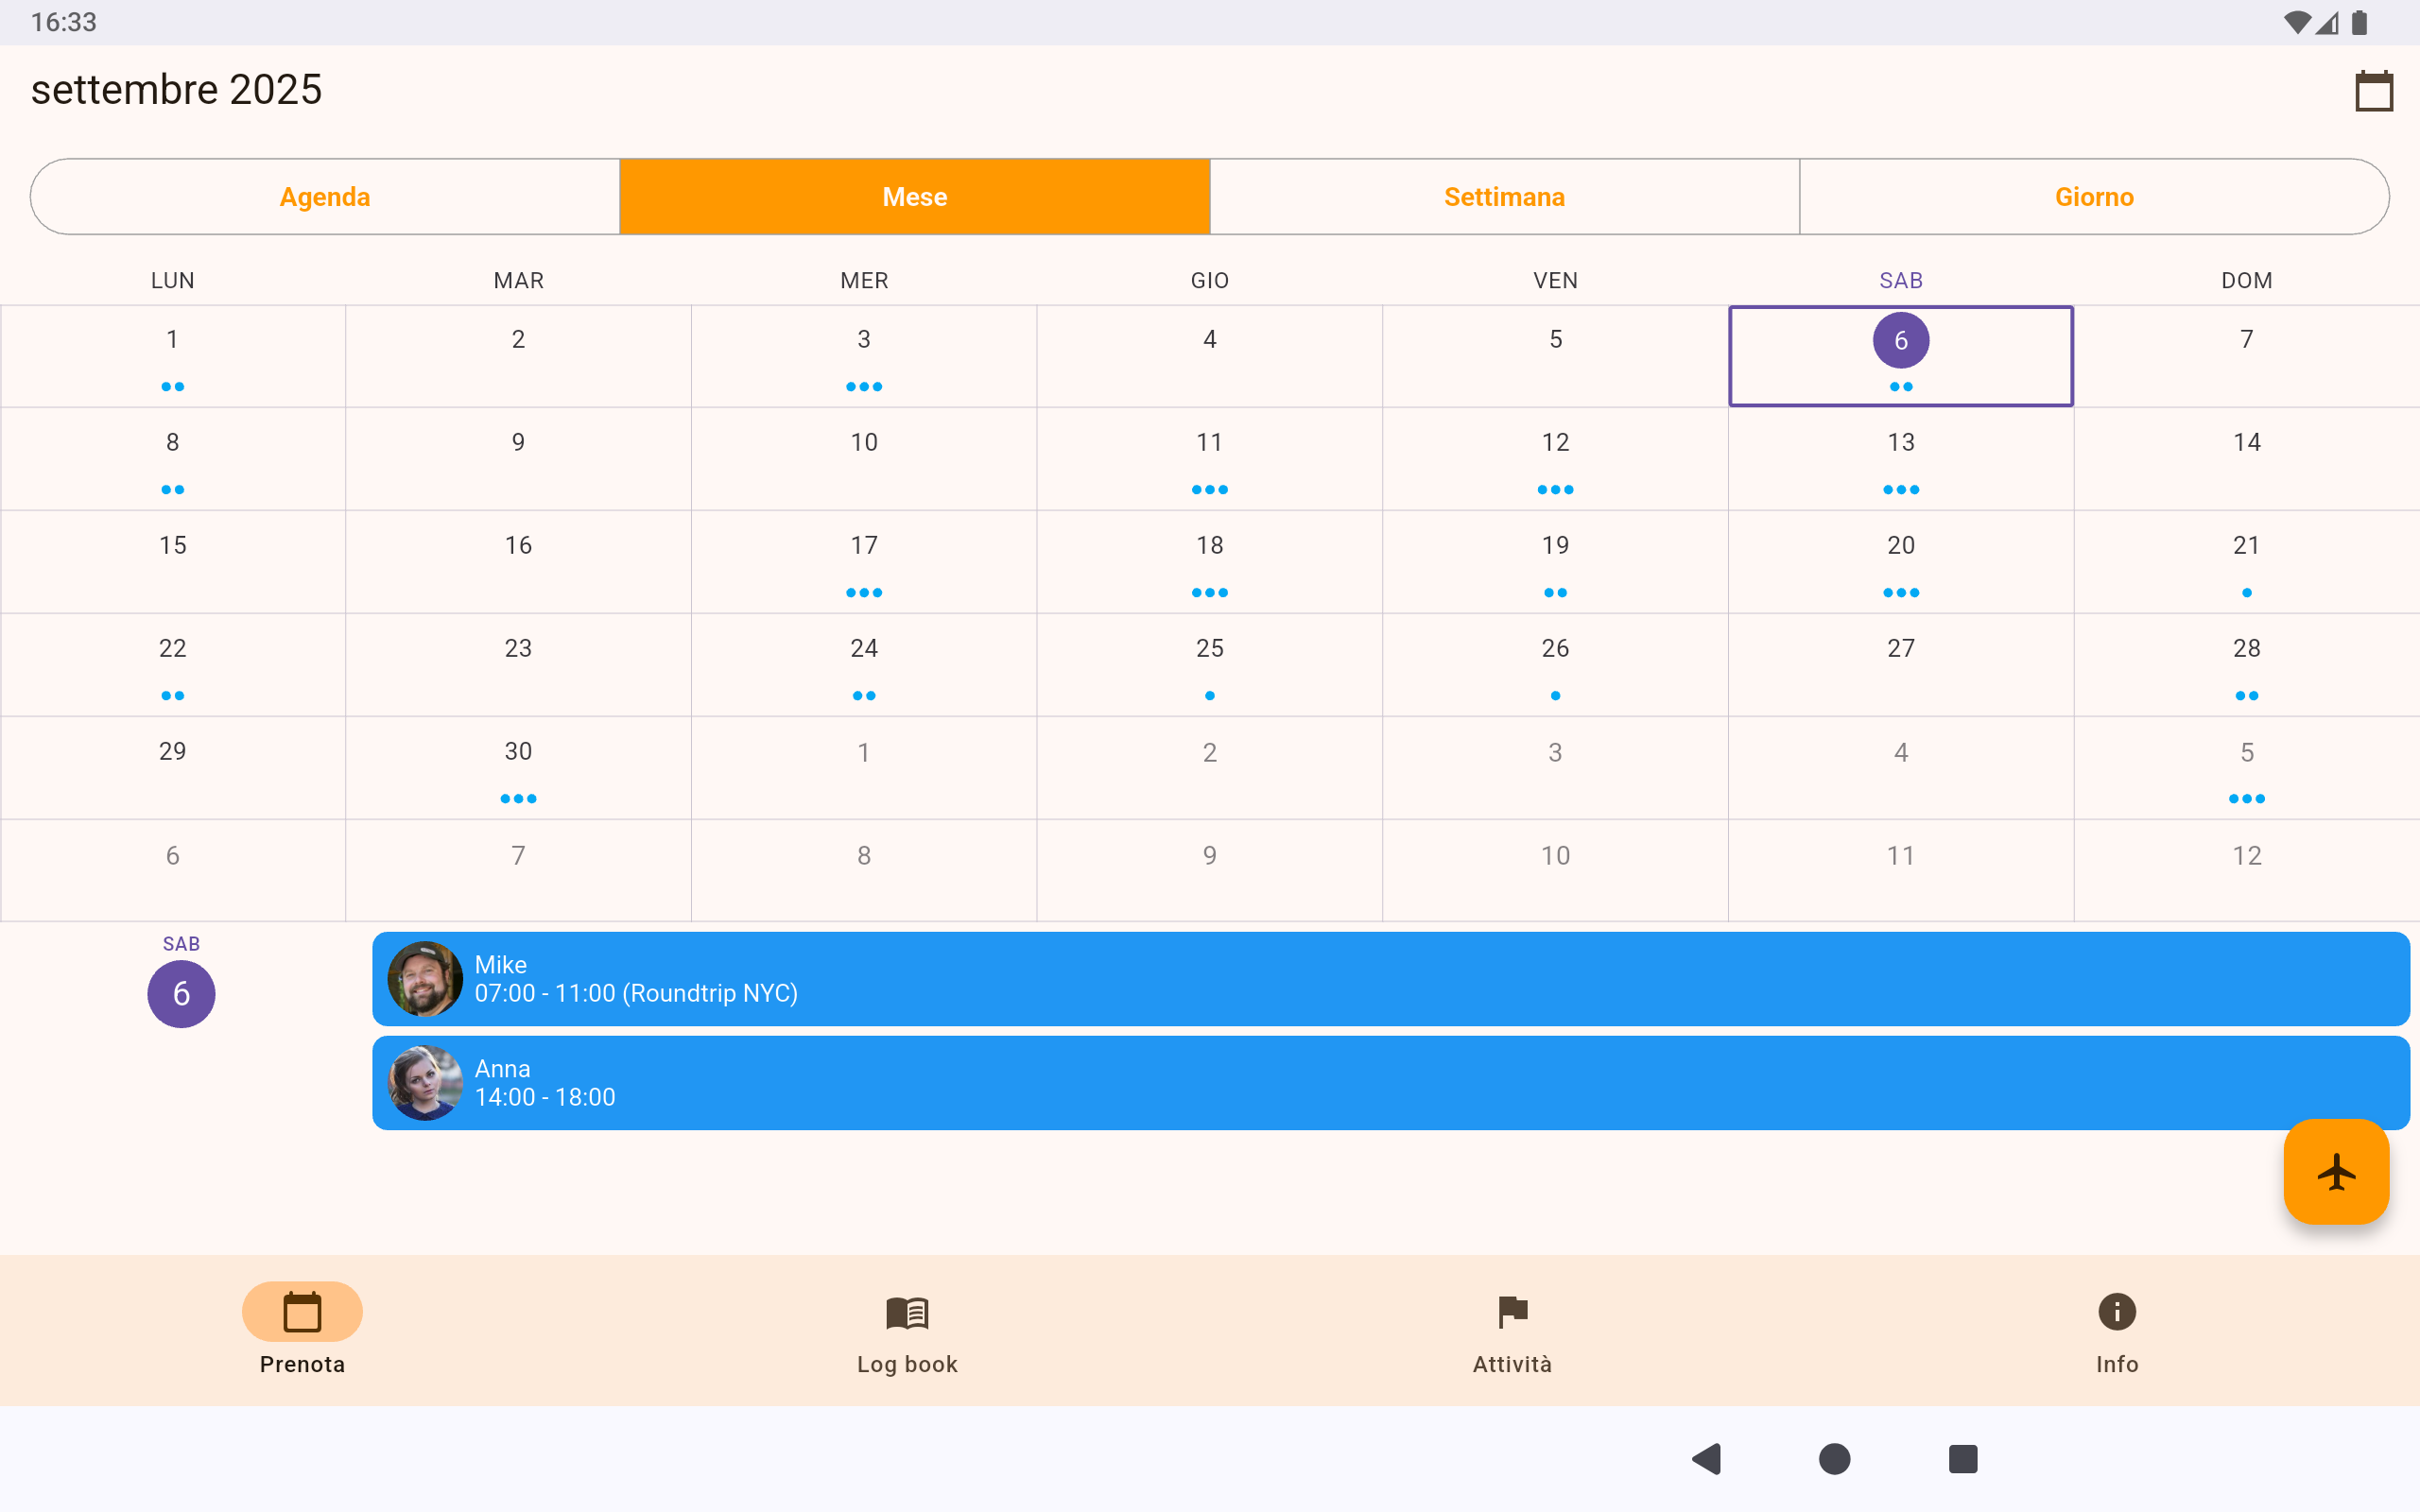 16:33
settembre 2025
Agenda Mese Settimana Giorno
LUN MAR MER GIO VEN SAB DOM
1 2 3 4 5 6 7
8 9 10 11 12 13 14
15 16 17 18 19 20 21
22 23 24 25 26 27 28
29 30 1 2 3 4 5
6 7 8 9 10 11 12
SAB
6
Mike
07:00 - 11:00 (Roundtrip NYC)
Anna
14:00 - 18:00
Prenota Log book Attività Info